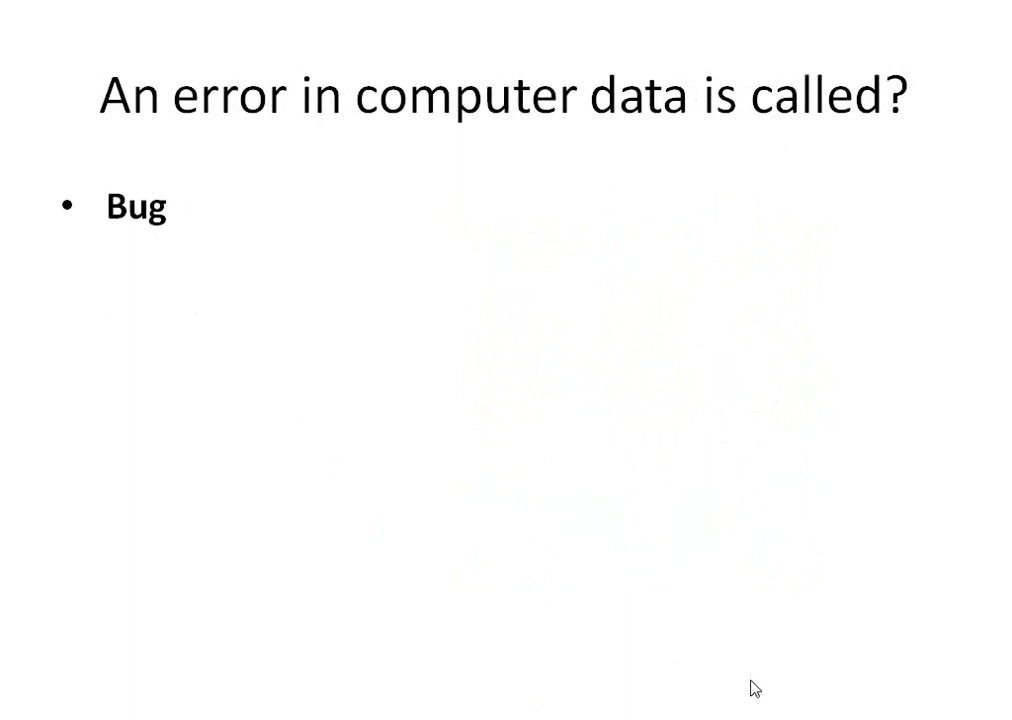 An error in computer data is called?
• Bug